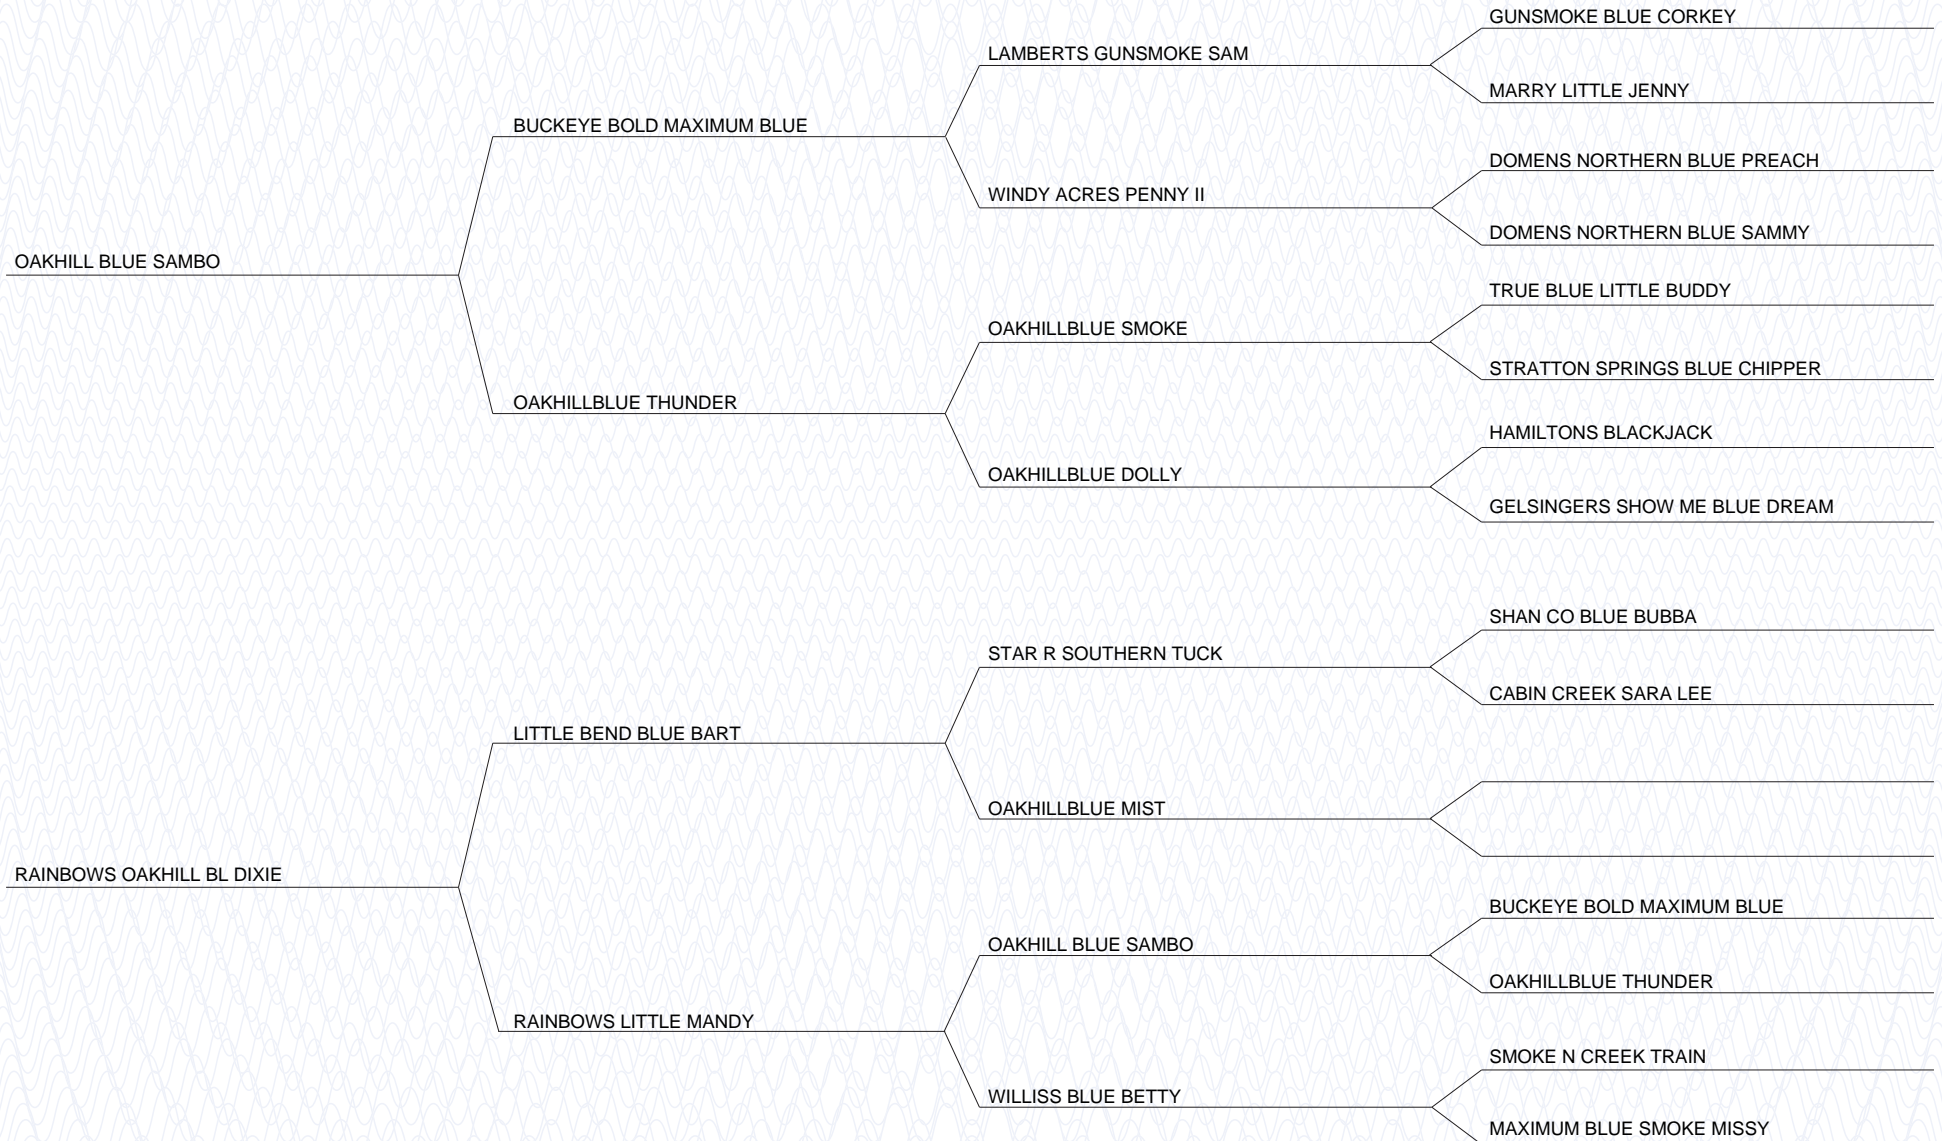 GUNSMOKE BLUE CORKEY
LAMBERTS GUNSMOKE SAM
MARRY LITTLE JENNY
BUCKEYE BOLD MAXIMUM BLUE
DOMENS NORTHERN BLUE PREACH
WINDY ACRES PENNY II
DOMENS NORTHERN BLUE SAMMY
OAKHILL BLUE SAMBO
TRUE BLUE LITTLE BUDDY
OAKHILLBLUE SMOKE
STRATTON SPRINGS BLUE CHIPPER
OAKHILLBLUE THUNDER
HAMILTONS BLACKJACK
OAKHILLBLUE DOLLY
GELSINGERS SHOW ME BLUE DREAM
SHAN CO BLUE BUBBA
STAR R SOUTHERN TUCK
CABIN CREEK SARA LEE
LITTLE BEND BLUE BART
OAKHILLBLUE MIST
RAINBOWS OAKHILL BL DIXIE
BUCKEYE BOLD MAXIMUM BLUE
OAKHILL BLUE SAMBO
OAKHILLBLUE THUNDER
RAINBOWS LITTLE MANDY
SMOKE N CREEK TRAIN
WILLISS BLUE BETTY
MAXIMUM BLUE SMOKE MISSY